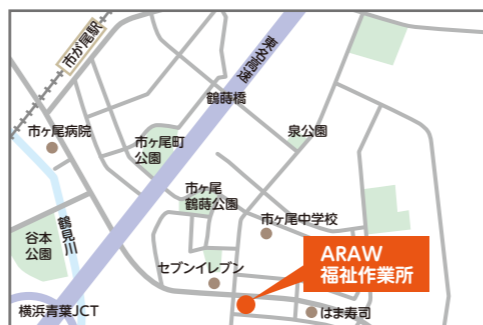 市が尾駅
東名高速
鶴蒔橋
市ヶ尾病院
市ヶ尾町
公園
泉公園
市ヶ尾
鶴蒔公園
市ヶ尾中学校
鶴見川
谷本
公園
セブンイレブン
ARAW
福祉作業所
横浜青葉JCT
はま寿司